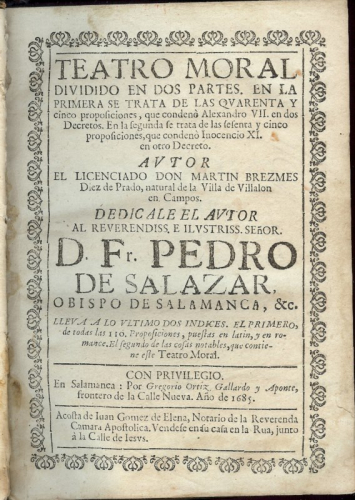 TEATRO MORAL
DIVIDIDO EN DOS PARTES. EN LA
PRIMERA SE TRATA DE LAS QVARENTA Y
cinco proposiciones, que condenò Alexandro VII. en dos
Decretos. En la segunda se trata de las sesenta y cinco
proposiciones, que condenò Inocencio XI.
en otro Decreto.
AVTOR
EL LICENCIADO DON MARTIN BREZMES
Diez de Prado, natural de la Villa de Villalon
en Campos.
DEDICALE EL AVTOR
AL REVERENDISS, E ILVSTRISS. SEñOR.
D. Fr. PEDRO
DE SALAZAR,
OBISPO DE SALAMANCA, &c.
LLEVA A LO VLTIMO DOS INDICES. EL PRIMERO,
de todas las 110. Proposiciones, puestas en latin, y en ro-
mance. El segundo de las cosas notables, que contie-
ne este Teatro Moral.
CON PRIVILEGIO.
En Salamanca: Por Gregorio Ortiz, Gallardo y Aponte,
frontero de la Calle Nueva. Año de 1685.
Acosta de Iuan Gomez de Elena, Notario de la Reverenda
Camara Apostolica. Vendese en su casa en la Rua, junto
à la Calle de Iesvs.